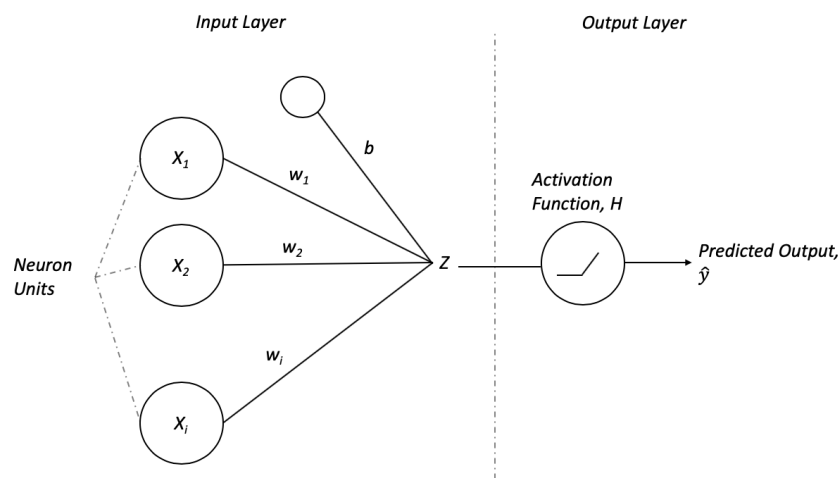 Input Layer
Output Layer
b
X₁
w₁
Activation
Function, H
X₂
w₂
Z
Predicted Output,
ŷ
Neuron
Units
wᵢ
Xᵢ